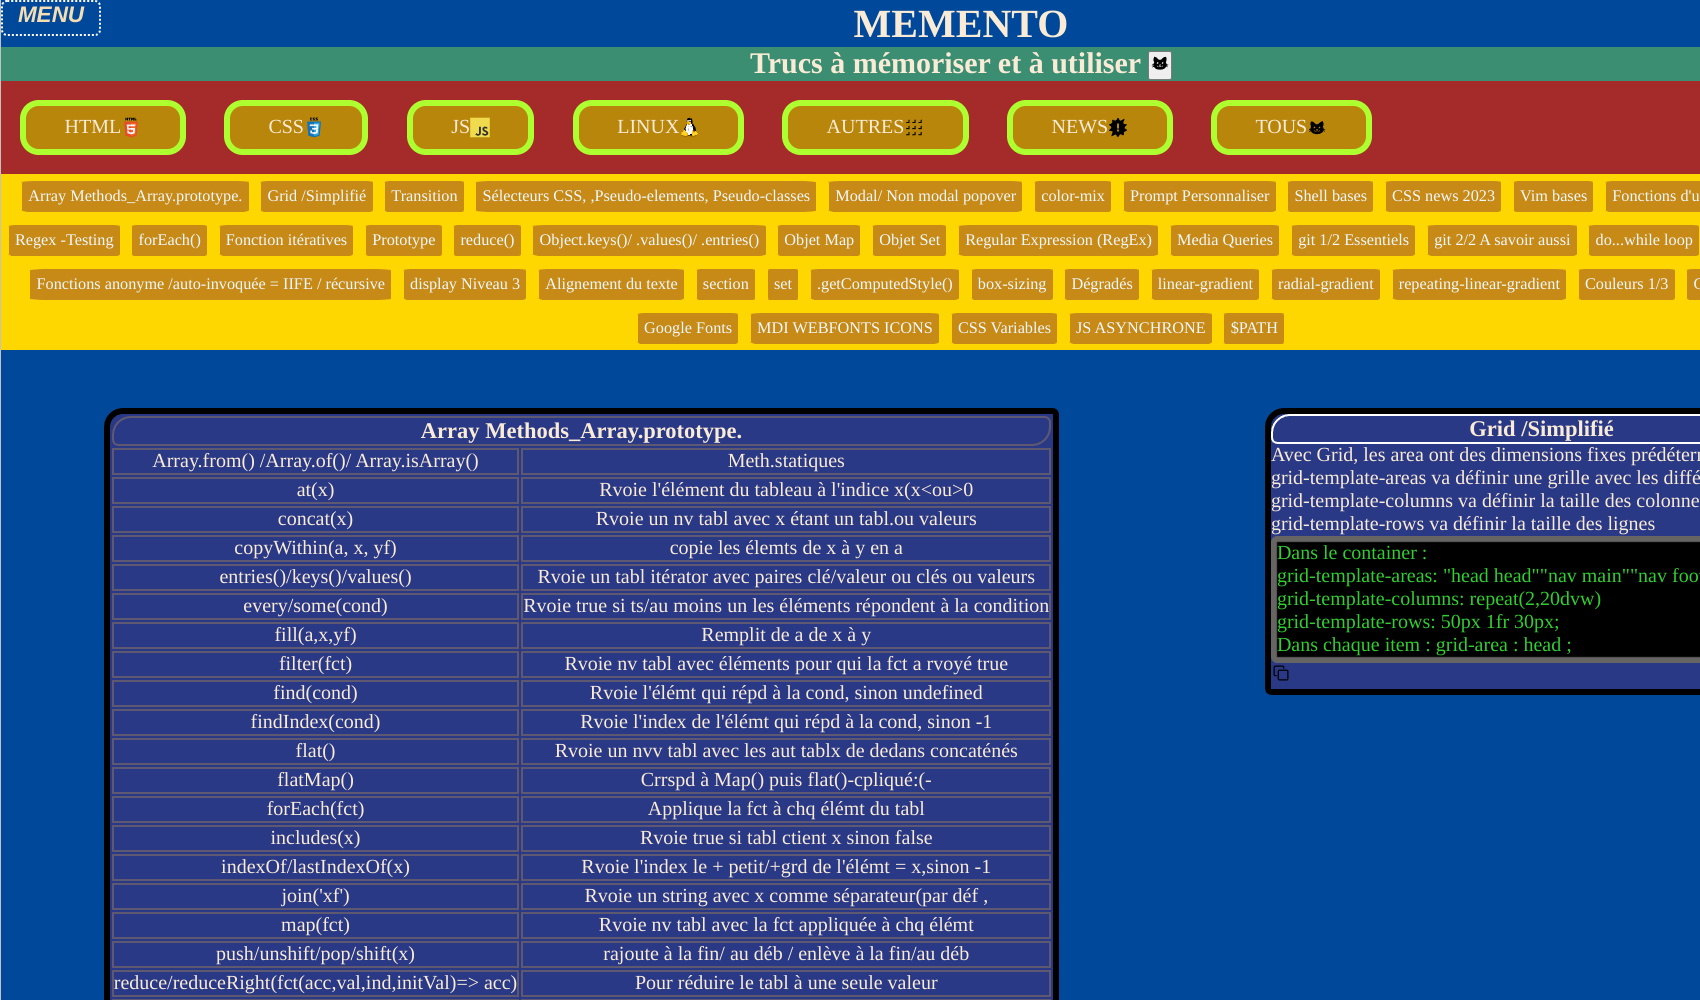 MENU
MEMENTO
Trucs à mémoriser et à utiliser
HTML CSS JS LINUX AUTRES NEWS TOUS
Array Methods_Array.prototype. Grid /Simplifié Transition Sélecteurs CSS, ,Pseudo-elements, Pseudo-classes Modal/ Non modal popover color-mix Prompt Personnaliser Shell bases CSS news 2023 Vim bases Fonctions d'u
Regex -Testing forEach() Fonction itératives Prototype reduce() Object.keys()/ .values()/ .entries() Objet Map Objet Set Regular Expression (RegEx) Media Queries git 1/2 Essentiels git 2/2 A savoir aussi do...while loop
Fonctions anonyme /auto-invoquée = IIFE / récursive display Niveau 3 Alignement du texte section set .getComputedStyle() box-sizing Dégradés linear-gradient radial-gradient repeating-linear-gradient Couleurs 1/3
Google Fonts MDI WEBFONTS ICONS CSS Variables JS ASYNCHRONE $PATH
Array Methods_Array.prototype.
Array.from() /Array.of()/ Array.isArray() Meth.statiques
at(x) Rvoie l'élément du tableau à l'indice x(x<ou>0
concat(x) Rvoie un nv tabl avec x étant un tabl.ou valeurs
copyWithin(a, x, yf) copie les élemts de x à y en a
entries()/keys()/values() Rvoie un tabl itérator avec paires clé/valeur ou clés ou valeurs
every/some(cond) Rvoie true si ts/au moins un les éléments répondent à la condition
fill(a,x,yf) Remplit de a de x à y
filter(fct) Rvoie nv tabl avec éléments pour qui la fct a rvoyé true
find(cond) Rvoie l'élémt qui répd à la cond, sinon undefined
findIndex(cond) Rvoie l'index de l'élémt qui répd à la cond, sinon -1
flat() Rvoie un nvv tabl avec les aut tablx de dedans concaténés
flatMap() Crrspd à Map() puis flat()-cpliqué:(-
forEach(fct) Applique la fct à chq élémt du tabl
includes(x) Rvoie true si tabl ctient x sinon false
indexOf/lastIndexOf(x) Rvoie l'index le + petit/+grd de l'élémt = x,sinon -1
join('xf') Rvoie un string avec x comme séparateur(par déf ,
map(fct) Rvoie nv tabl avec la fct appliquée à chq élémt
push/unshift/pop/shift(x) rajoute à la fin/ au déb / enlève à la fin/au déb
reduce/reduceRight(fct(acc,val,ind,initVal)=> acc) Pour réduire le tabl à une seule valeur
Grid /Simplifié
Avec Grid, les area ont des dimensions fixes prédéterr
grid-template-areas va définir une grille avec les diffé
grid-template-columns va définir la taille des colonne
grid-template-rows va définir la taille des lignes
Dans le container :
grid-template-areas: "head head""nav main""nav foo
grid-template-columns: repeat(2,20dvw)
grid-template-rows: 50px 1fr 30px;
Dans chaque item : grid-area : head ;